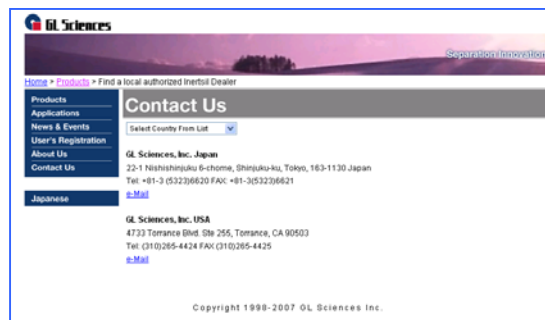 GL Sciences
Separation Innovation
Home > Products > Find a local authorized Inertsil Dealer
Products
Applications
News & Events
User's Registration
About Us
Contact Us
Japanese
Contact Us
Select Country From List
GL Sciences, Inc. Japan
22-1 Nishishinjuku 6-chome, Shinjuku-ku, Tokyo, 163-1130 Japan
Tel: +81-3 (5323)6620 FAX: +81-3(5323)6621
e-Mail
GL Sciences, Inc. USA
4733 Torrance Blvd. Ste 255, Torrance, CA 90503
Tel: (310)265-4424 FAX (310)265-4425
e-Mail
Copyright 1998-2007 GL Sciences Inc.